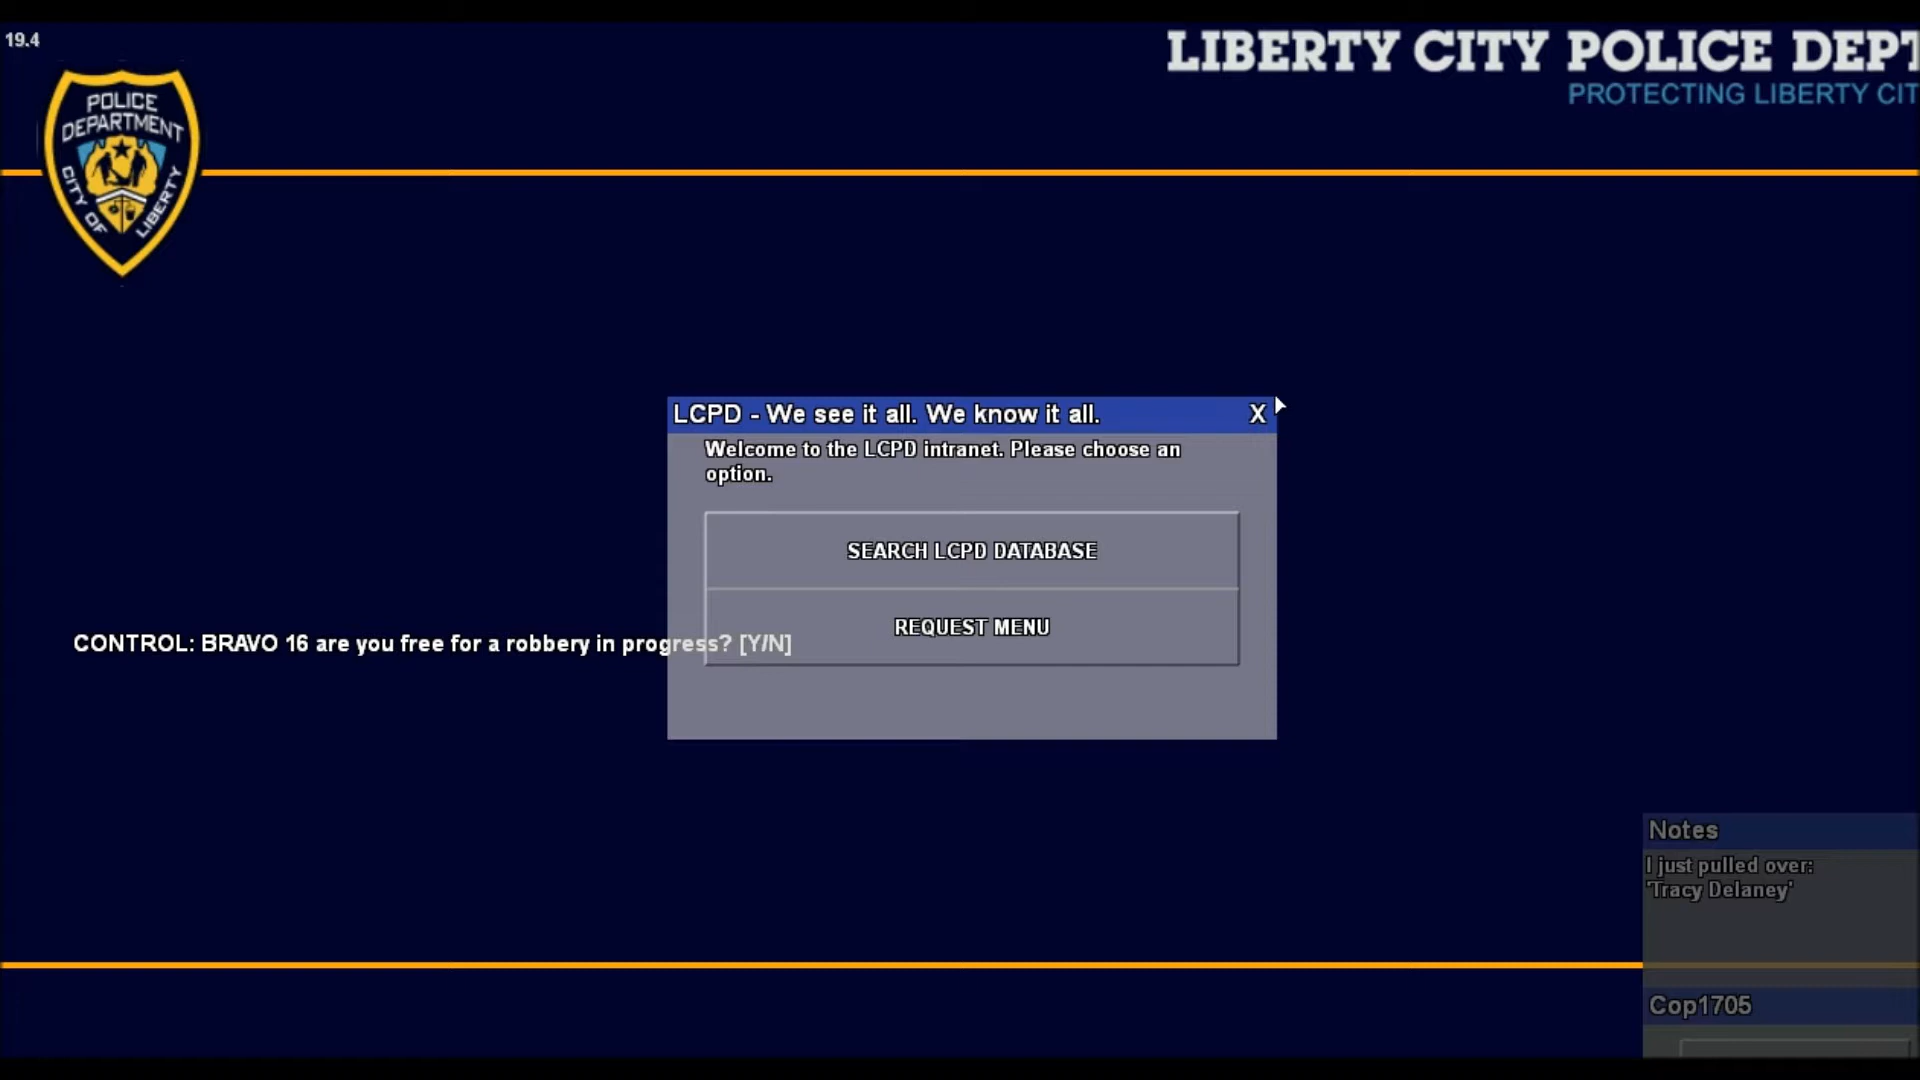 19.4
LIBERTY CITY POLICE DEPT
PROTECTING LIBERTY CIT
POLICE
DEPARTMENT
CITY OF
LIBERTY
LCPD - We see it all. We know it all. X
Welcome to the LCPD intranet. Please choose an
option.
SEARCH LCPD DATABASE
REQUEST MENU
CONTROL: BRAVO 16 are you free for a robbery in progress? [Y/N]
Notes
I just pulled over:
'Tracy Delaney'
Cop1705